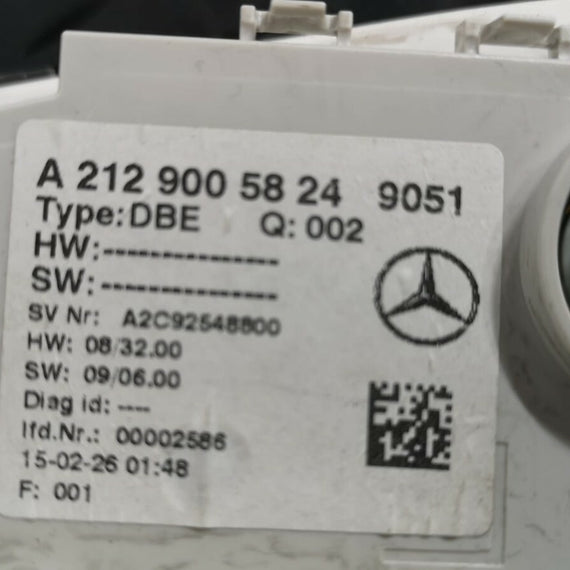 A 212 900 58 24 9051
Type:DBE Q: 002
HW:---------------
SW:---------------
SV Nr: A2C92548800
HW: 08/32.00
SW: 09/06.00
Diag id: ----
lfd.Nr.: 00002586
15-02-26 01:48
F: 001